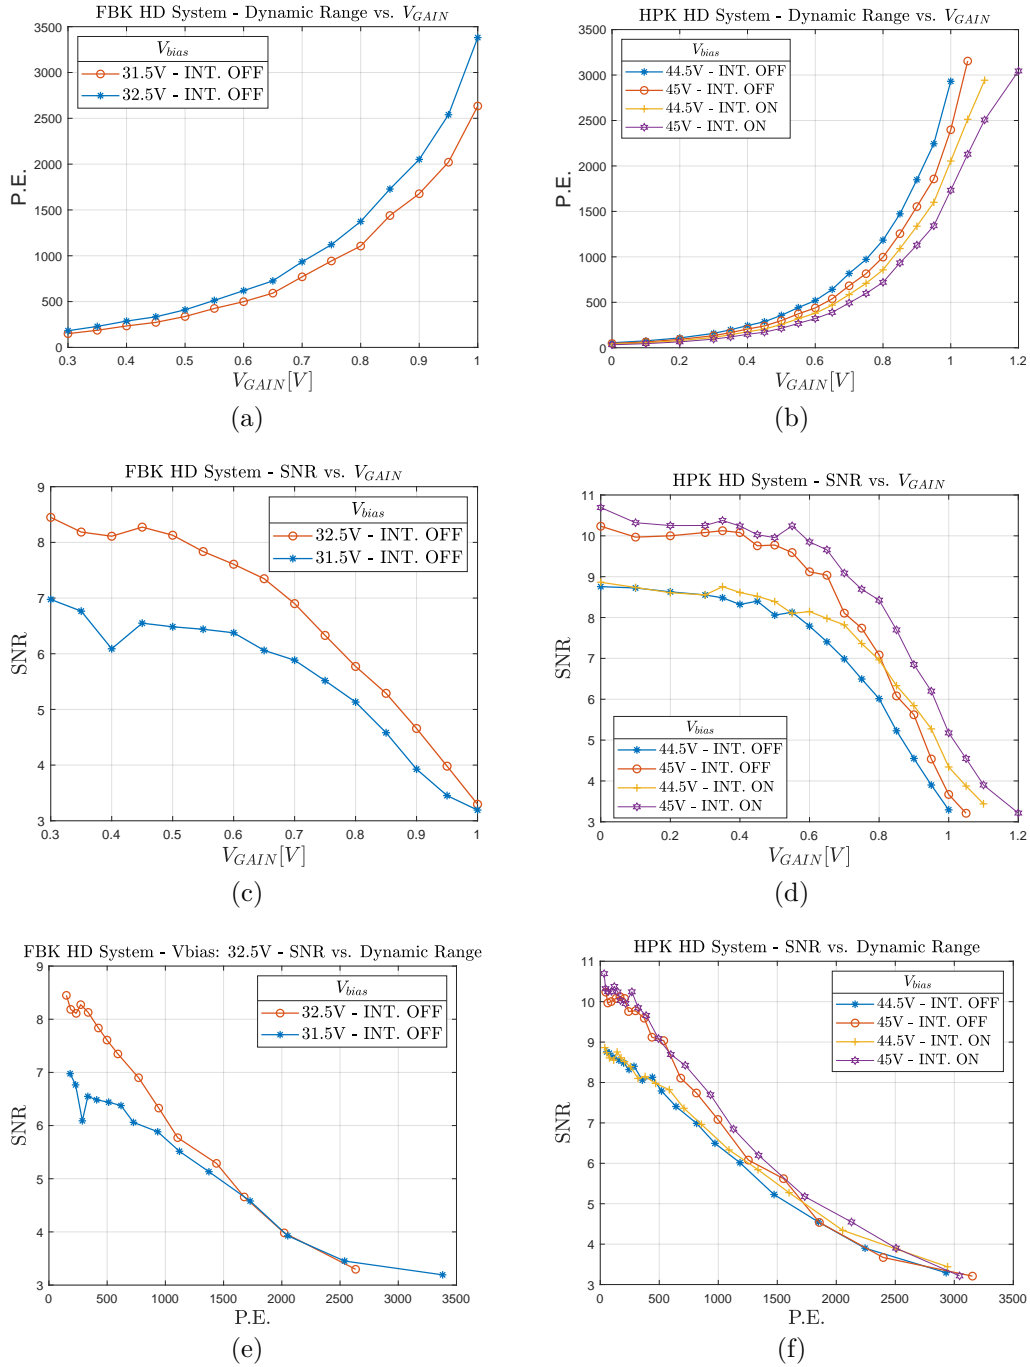 FBK HD System - Dynamic Range vs. V_GAIN
V_bias
31.5V - INT. OFF
32.5V - INT. OFF
P.E.
3500
3000
2500
2000
1500
1000
500
0
0.3
0.4
0.5
0.6
0.7
0.8
0.9
1
V_GAIN[V]
(a)
HPK HD System - Dynamic Range vs. V_GAIN
V_bias
44.5V - INT. OFF
45V - INT. OFF
44.5V - INT. ON
45V - INT. ON
P.E.
3500
3000
2500
2000
1500
1000
500
0
0
0.2
0.4
0.6
0.8
1
1.2
V_GAIN[V]
(b)
FBK HD System - SNR vs. V_GAIN
V_bias
32.5V - INT. OFF
31.5V - INT. OFF
SNR
9
8
7
6
5
4
3
0.3
0.4
0.5
0.6
0.7
0.8
0.9
1
V_GAIN[V]
(c)
HPK HD System - SNR vs. V_GAIN
V_bias
44.5V - INT. OFF
45V - INT. OFF
44.5V - INT. ON
45V - INT. ON
SNR
11
10
9
8
7
6
5
4
3
0
0.2
0.4
0.6
0.8
1
1.2
V_GAIN[V]
(d)
FBK HD System - Vbias: 32.5V - SNR vs. Dynamic Range
V_bias
32.5V - INT. OFF
31.5V - INT. OFF
SNR
9
8
7
6
5
4
3
0
500
1000
1500
2000
2500
3000
3500
P.E.
(e)
HPK HD System - SNR vs. Dynamic Range
V_bias
44.5V - INT. OFF
45V - INT. OFF
44.5V - INT. ON
45V - INT. ON
SNR
11
10
9
8
7
6
5
4
3
0
500
1000
1500
2000
2500
3000
3500
P.E.
(f)